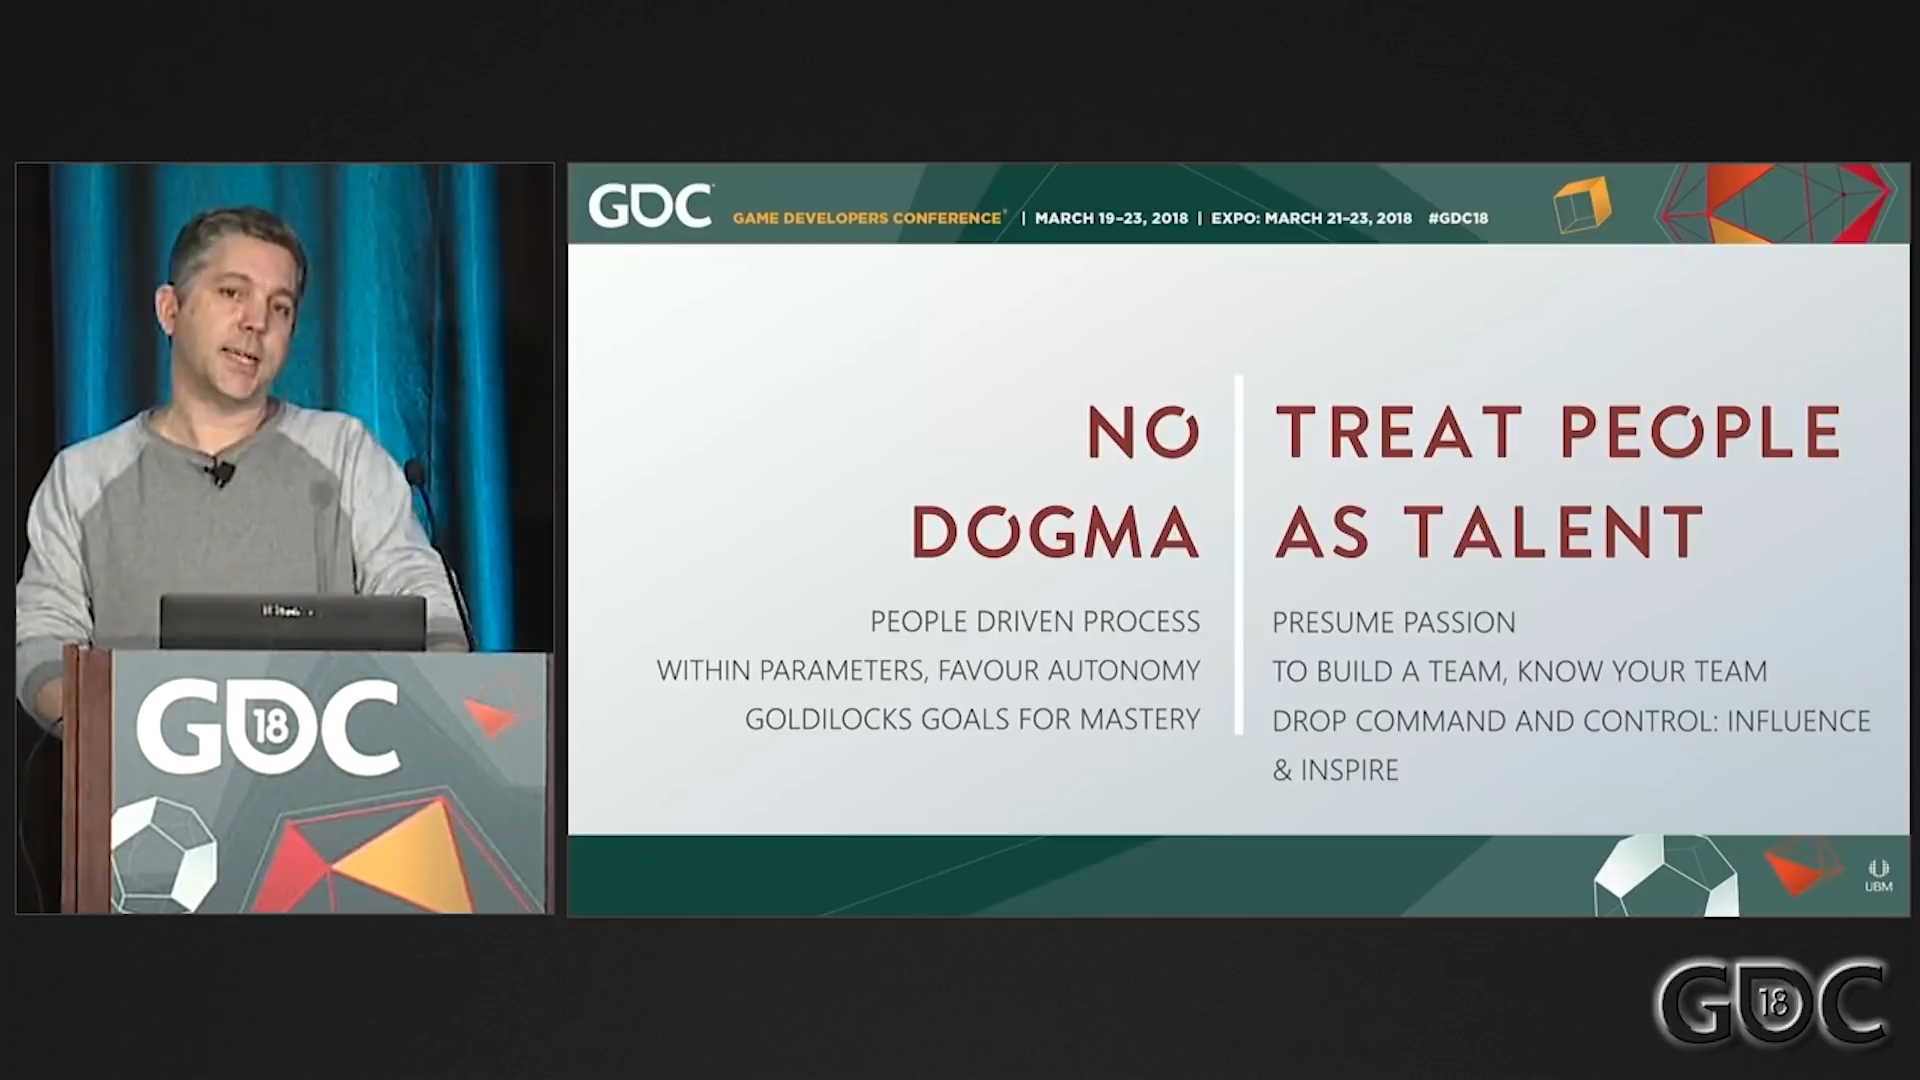 GDC
GAME DEVELOPERS CONFERENCE | MARCH 19–23, 2018 | EXPO: MARCH 21–23, 2018 #GDC18
NO
DOGMA
PEOPLE DRIVEN PROCESS
WITHIN PARAMETERS, FAVOUR AUTONOMY
GOLDILOCKS GOALS FOR MASTERY
TREAT PEOPLE
AS TALENT
PRESUME PASSION
TO BUILD A TEAM, KNOW YOUR TEAM
DROP COMMAND AND CONTROL: INFLUENCE
& INSPIRE
UBM
GDC
18
GDC
18